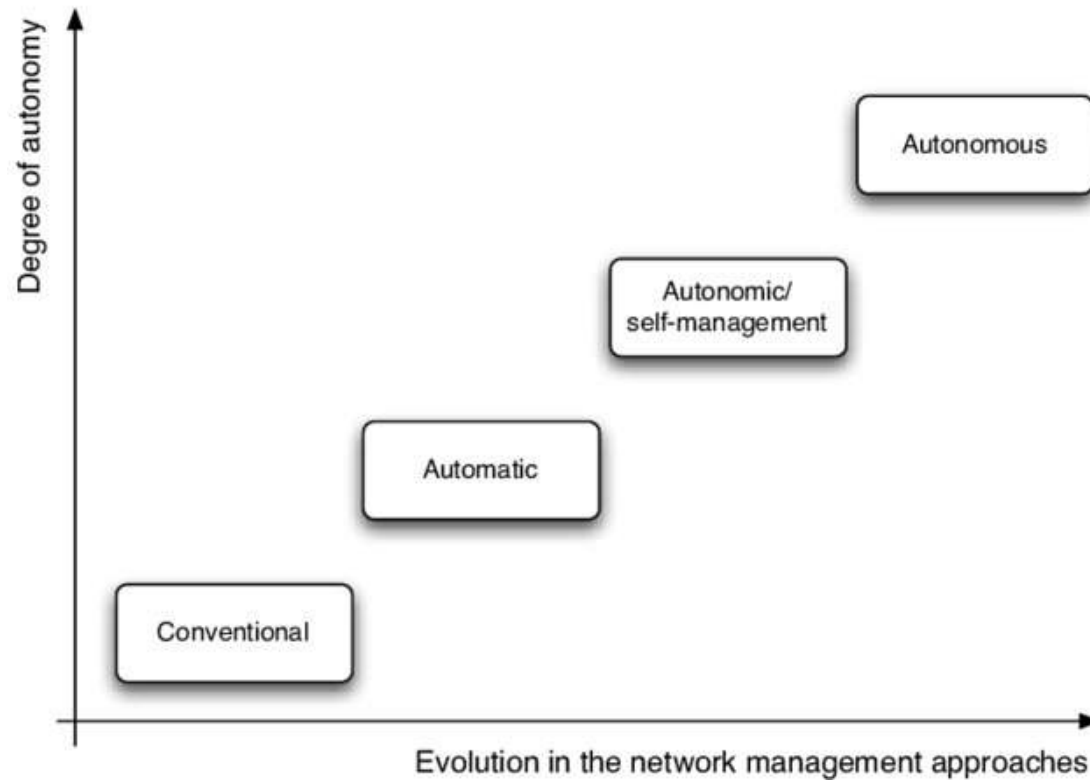 Degree of autonomy
Autonomous
Autonomic/
self-management
Automatic
Conventional
Evolution in the network management approaches